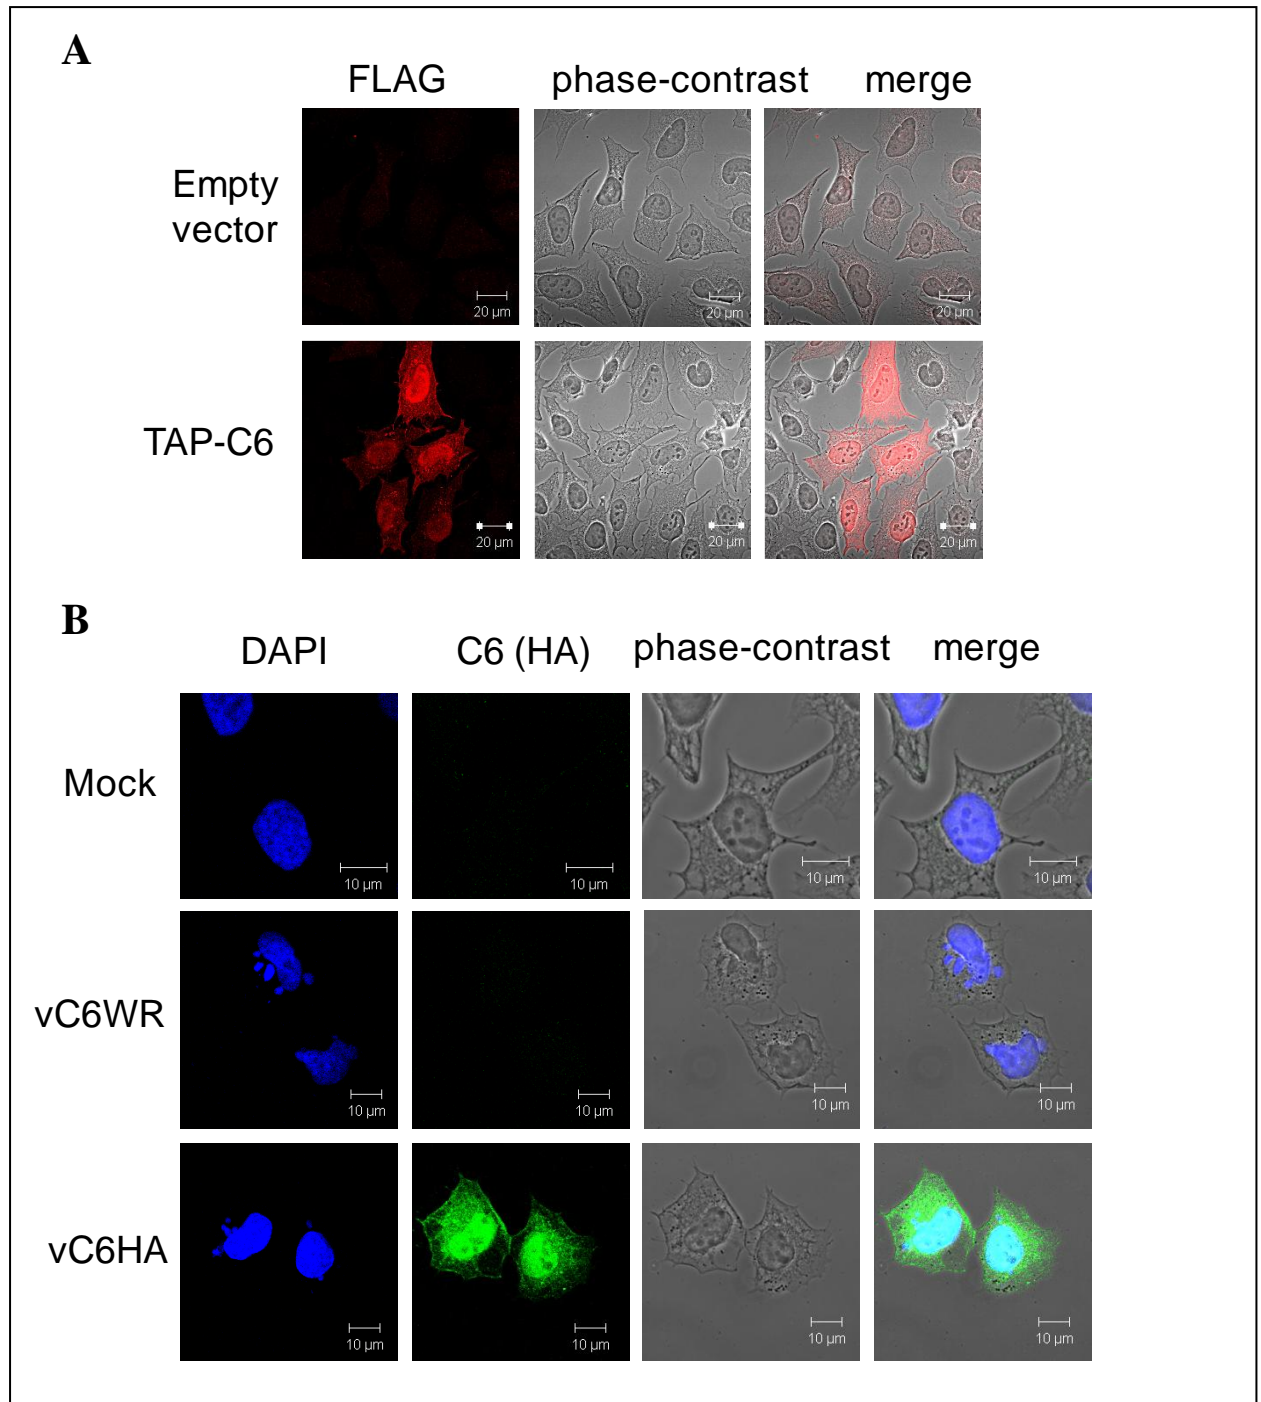 A
FLAG phase-contrast merge
Empty
vector
20 µm 20 µm 20 µm
TAP-C6
20 µm 20 µm 20 µm
B
DAPI C6 (HA) phase-contrast merge
Mock
10 µm 10 µm 10 µm 10 µm
vC6WR
10 µm 10 µm 10 µm 10 µm
vC6HA
10 µm 10 µm 10 µm 10 µm